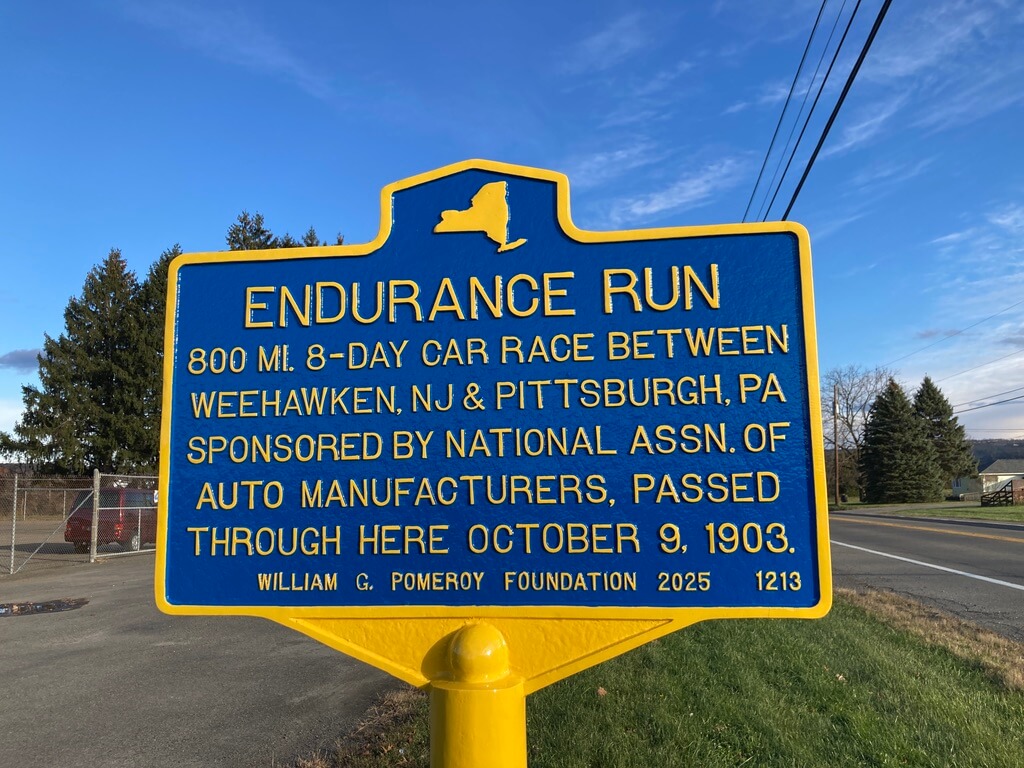 ENDURANCE RUN
800 MI. 8-DAY CAR RACE BETWEEN
WEEHAWKEN, NJ & PITTSBURGH, PA
SPONSORED BY NATIONAL ASSN. OF
AUTO MANUFACTURERS, PASSED
THROUGH HERE OCTOBER 9, 1903.
WILLIAM G. POMEROY FOUNDATION 2025 1213